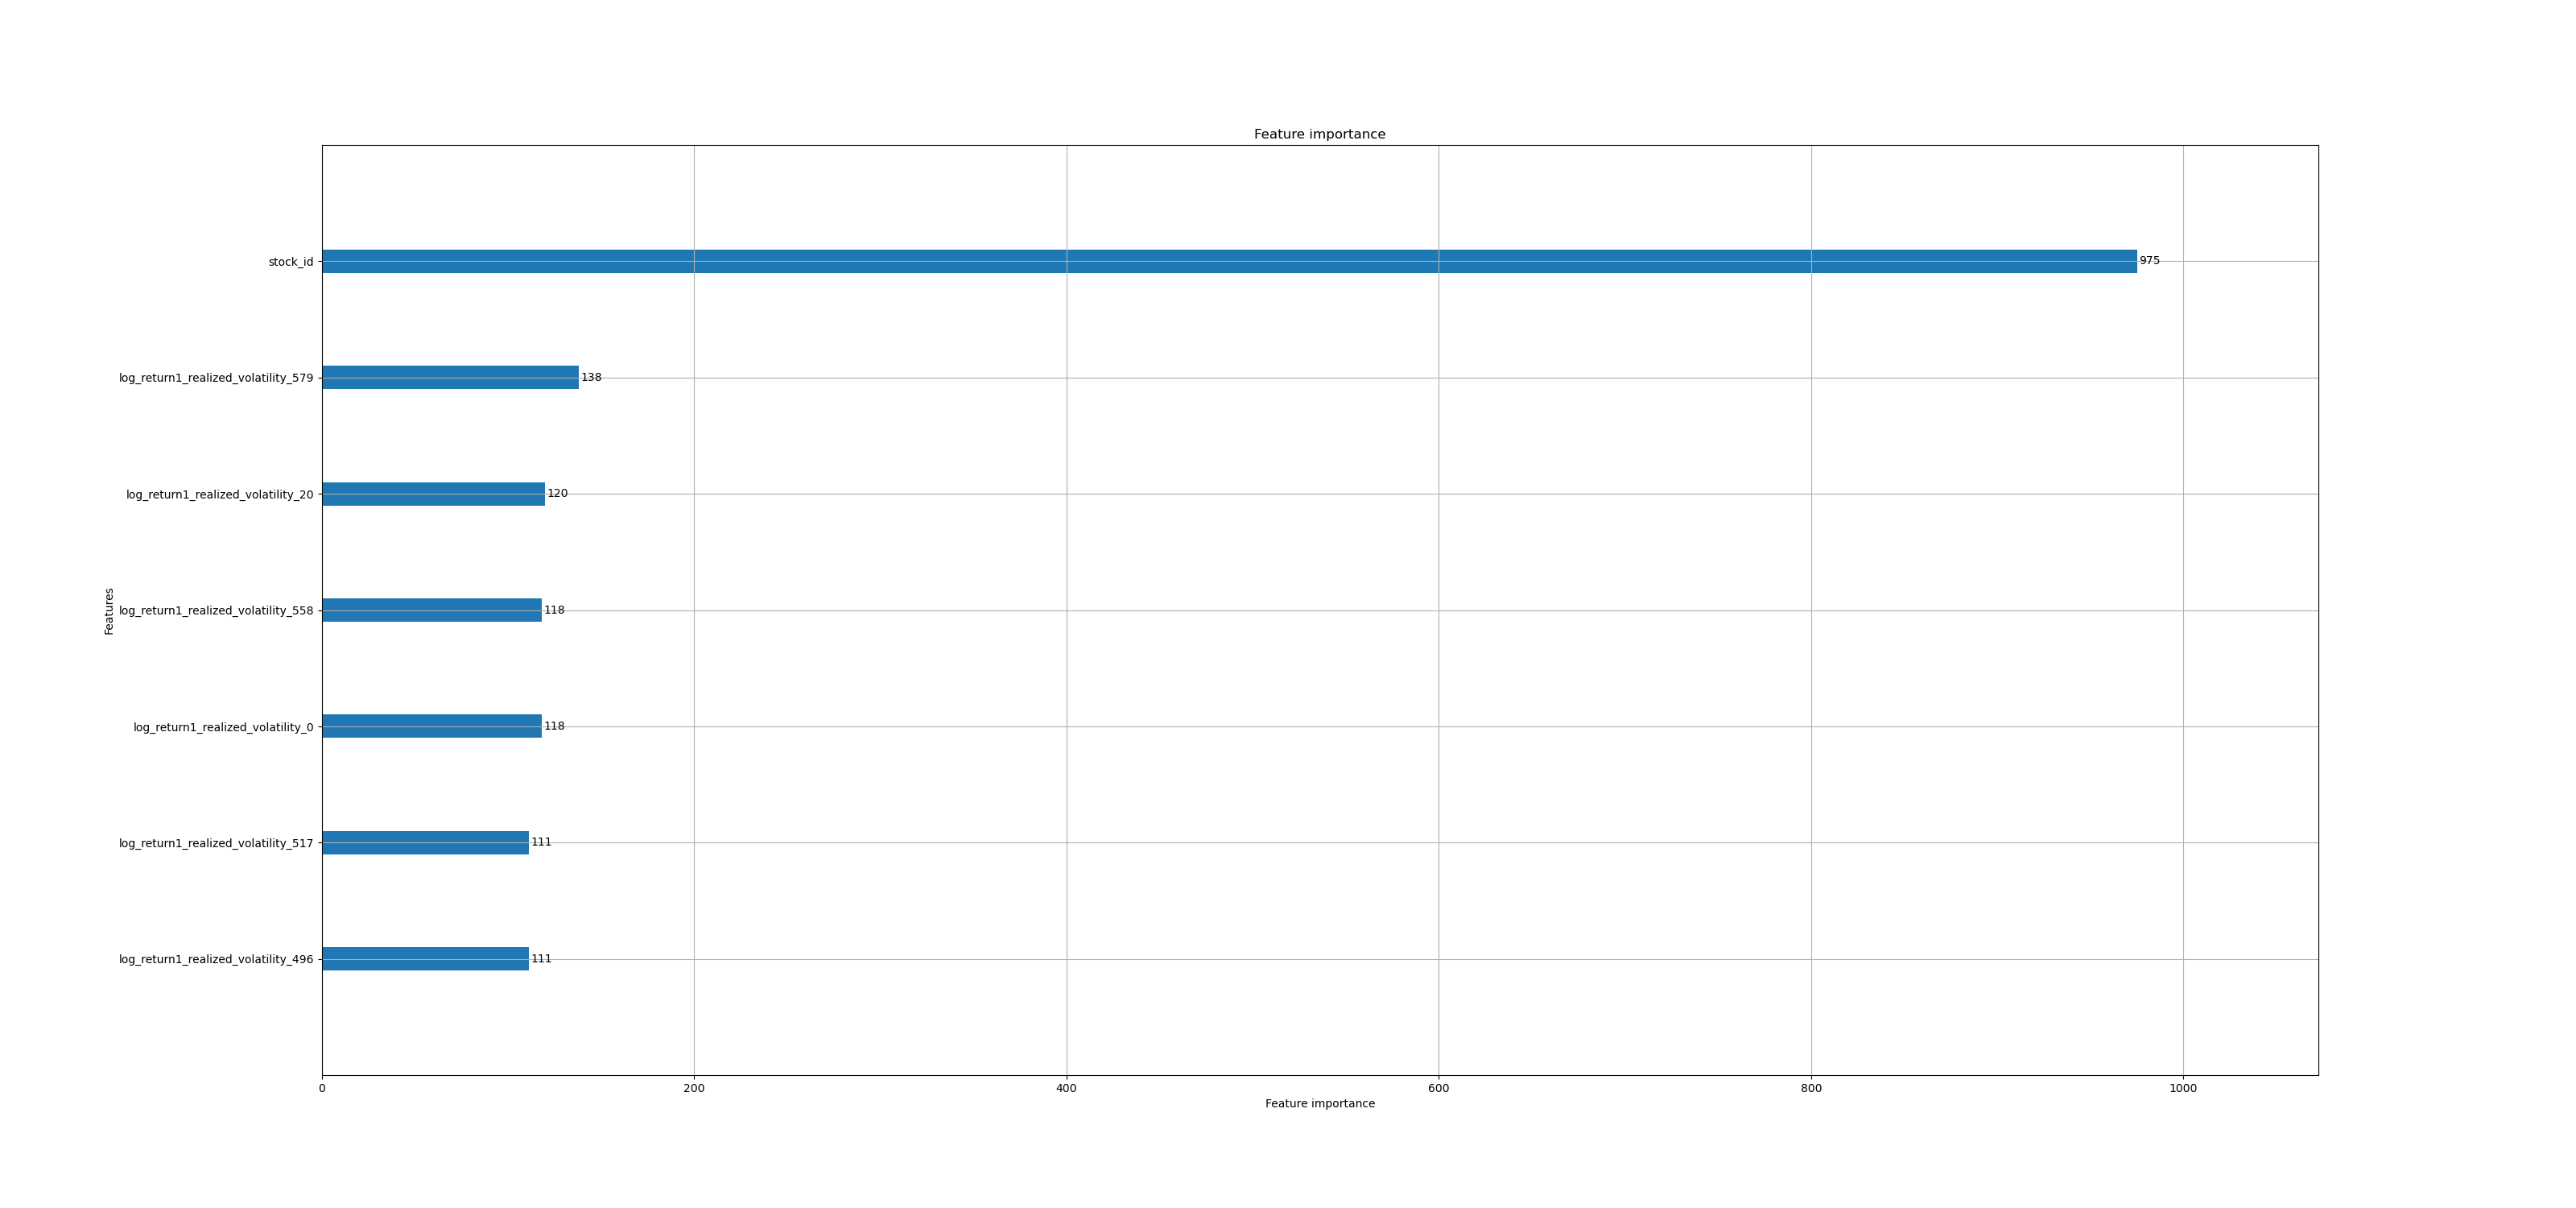 Feature importance
stock_id
975
log_return1_realized_volatility_579
138
log_return1_realized_volatility_20
120
log_return1_realized_volatility_558
118
log_return1_realized_volatility_0
118
log_return1_realized_volatility_517
111
log_return1_realized_volatility_496
111
Features
0 200 400 600 800 1000
Feature importance